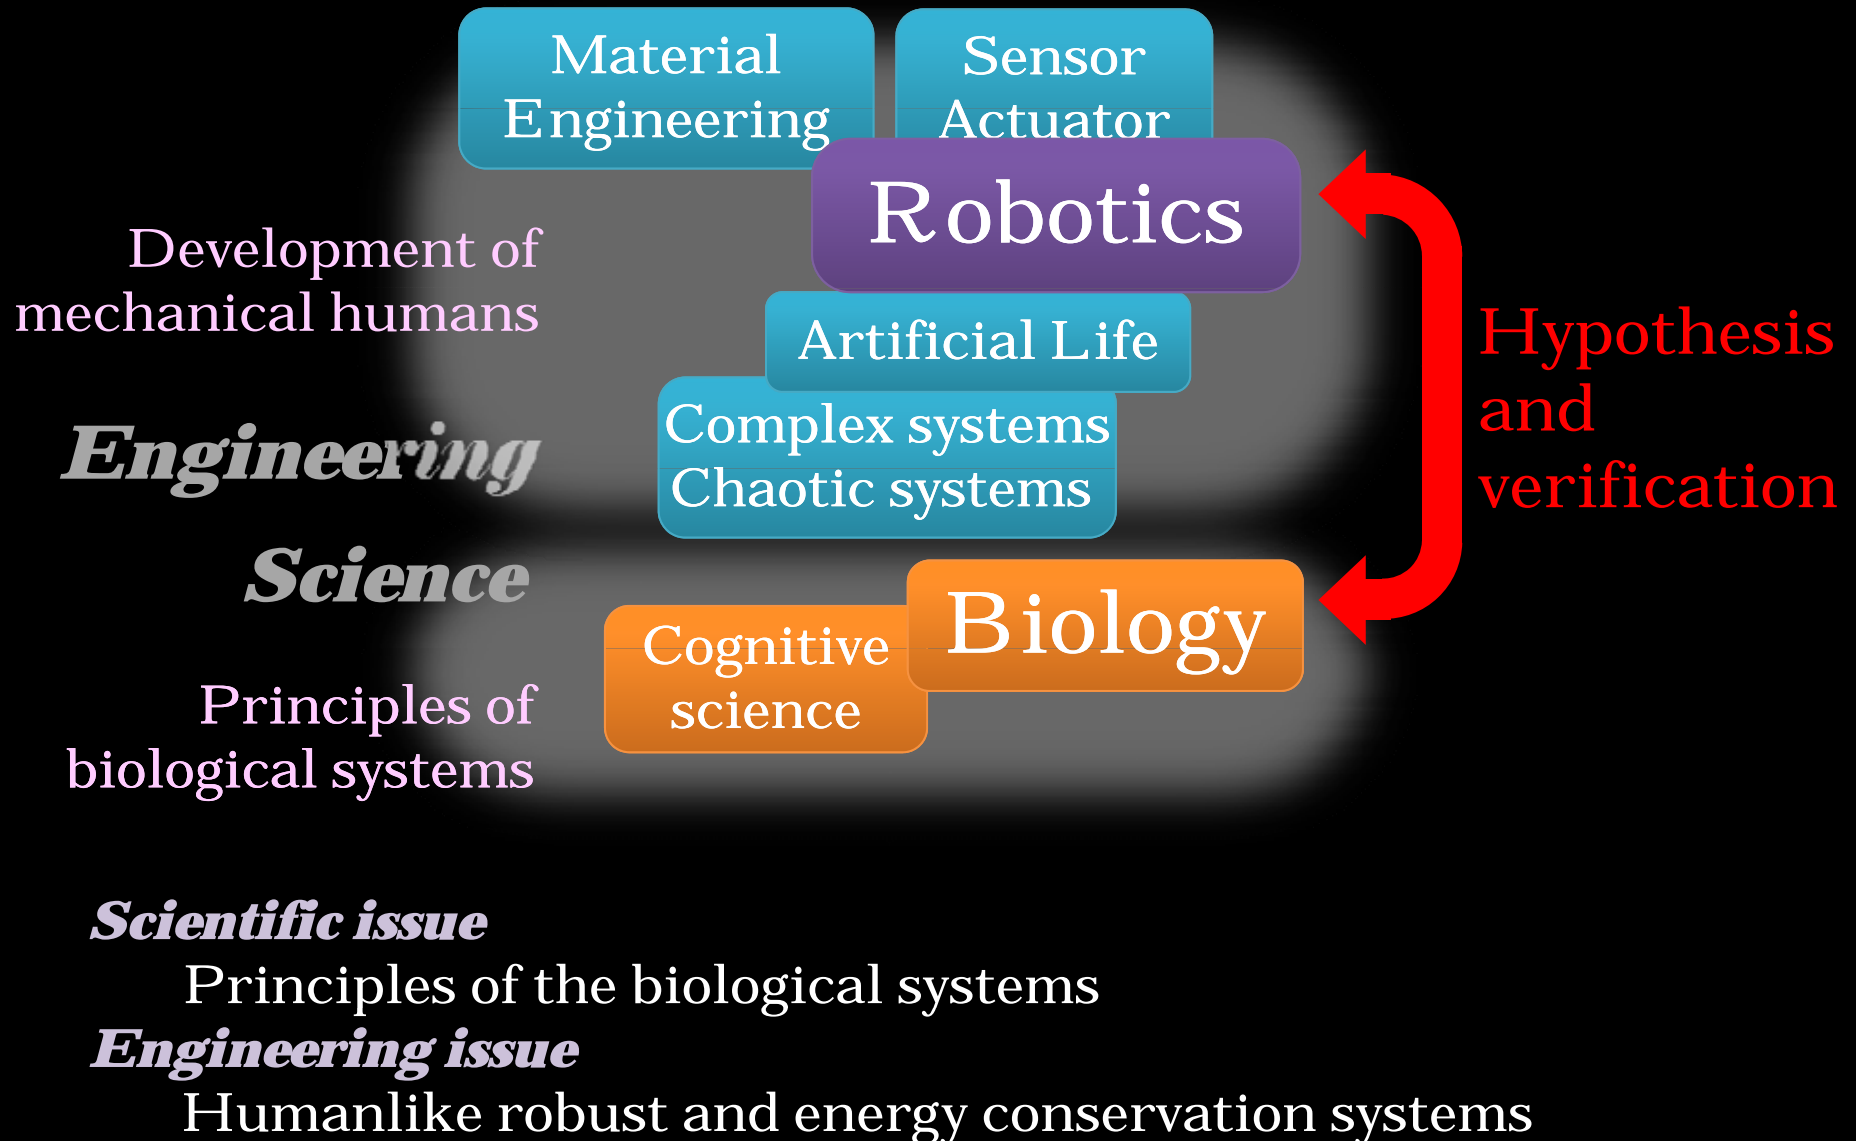 Material
Engineering
Sensor
Actuator
Robotics
Development of
mechanical humans
Artificial Life
Hypothesis
and
verification
Engineering
Complex systems
Chaotic systems
Science
Biology
Cognitive
science
Principles of
biological systems
Scientific issue
Principles of the biological systems
Engineering issue
Humanlike robust and energy conservation systems